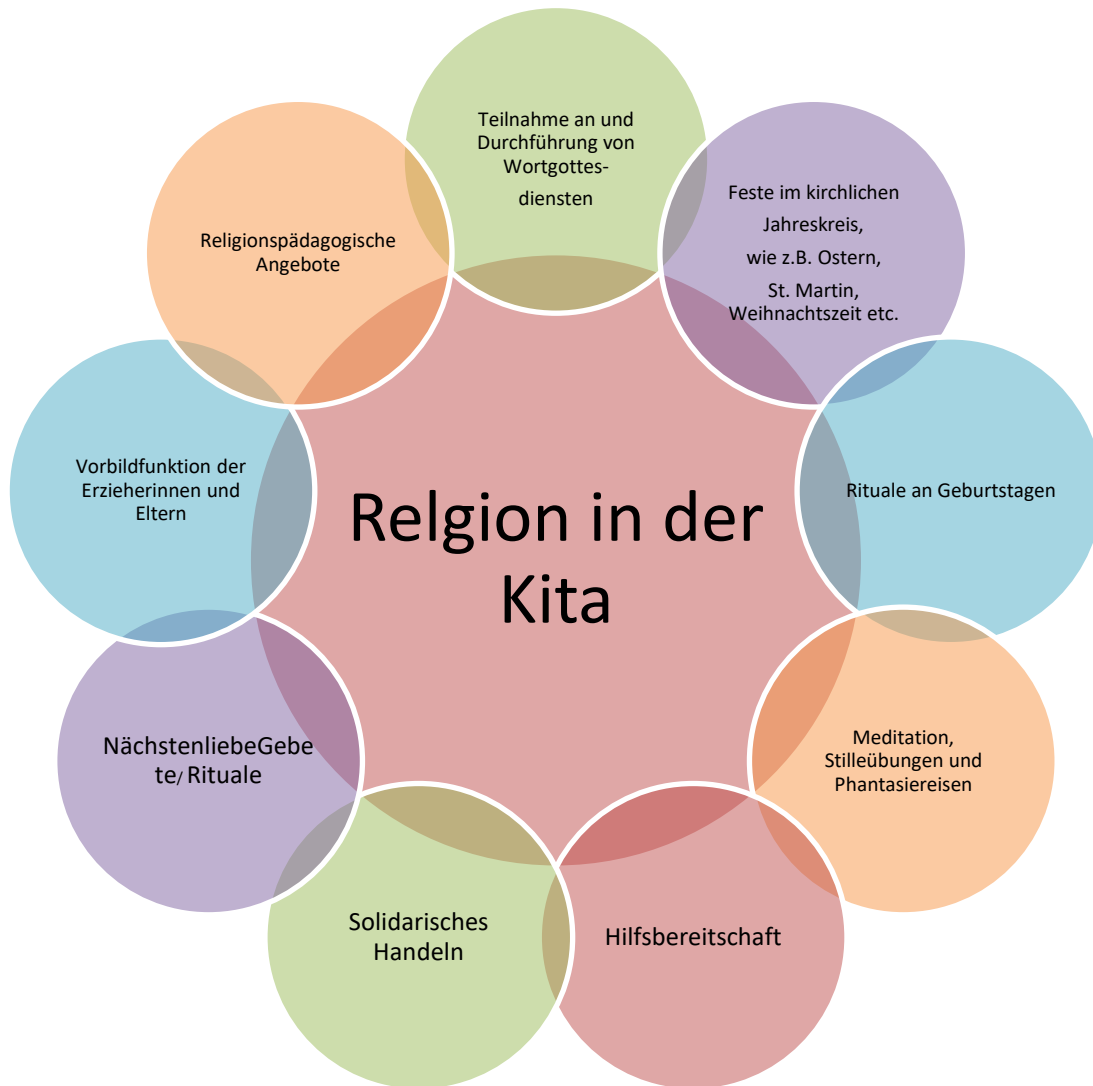 Teilnahme an und
Durchführung von
Wortgottes-
diensten
Feste im kirchlichen
Jahreskreis,
wie z.B. Ostern,
St. Martin,
Weihnachtszeit etc.
Rituale an Geburtstagen
Meditation,
Stilleübungen und
Phantasiereisen
Hilfsbereitschaft
Solidarisches
Handeln
NächstenliebeGebe
te/ Rituale
Vorbildfunktion der
Erzieherinnen und
Eltern
Religionspädagogische
Angebote
Relgion in der
Kita